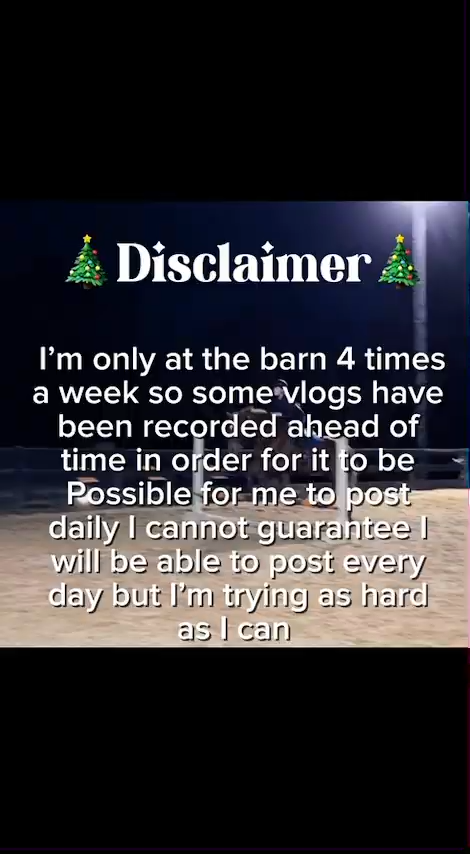 🎄Disclaimer🎄
I'm only at the barn 4 times
a week so some vlogs have
been recorded ahead of
time in order for it to be
Possible for me to post
daily I cannot guarantee I
will be able to post every
day but I'm trying as hard
as I can